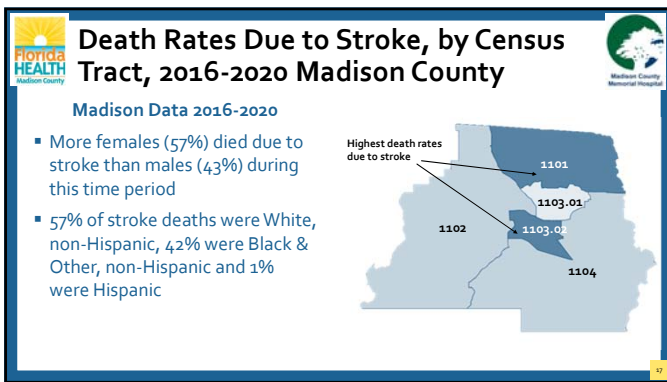 Florida
HEALTH
Madison County
Death Rates Due to Stroke, by Census
Tract, 2016-2020 Madison County
Madison County
Memorial Hospital
Madison Data 2016-2020
▪ More females (57%) died due to
stroke than males (43%) during
this time period
▪ 57% of stroke deaths were White,
non-Hispanic, 42% were Black &
Other, non-Hispanic and 1%
were Hispanic
Highest death rates
due to stroke
1101
1103.01
1102
1103.02
1104
17